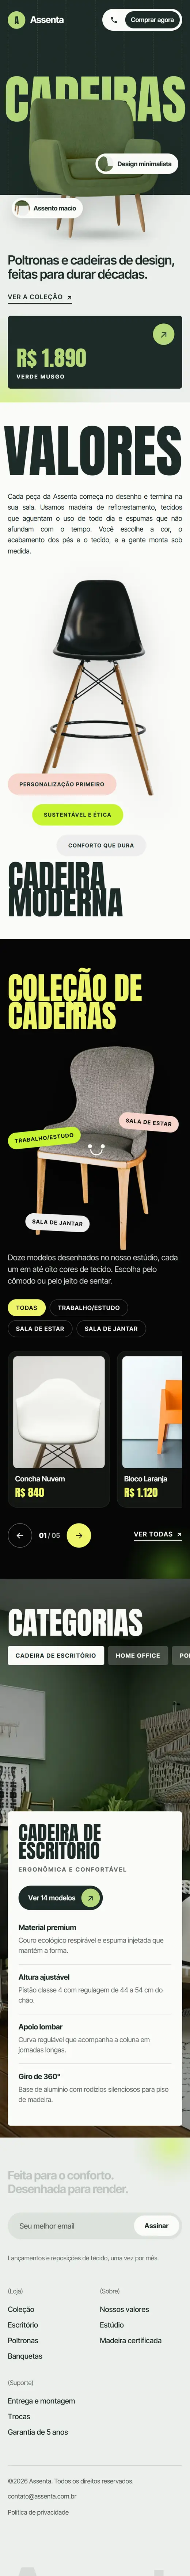 A Assenta
Comprar agora
CADEIRAS
Design minimalista
Assento macio
Poltronas e cadeiras de design,
feitas para durar décadas.
VER A COLEÇÃO
R$ 1.890
VERDE MUSGO
VALORES
Cada peça da Assenta começa no desenho e termina na
sua sala. Usamos madeira de reflorestamento, tecidos
que aguentam o uso de todo dia e espumas que não
afundam com o tempo. Você escolhe a cor, o
acabamento dos pés e o tecido, e a gente monta sob
medida.
PERSONALIZAÇÃO PRIMEIRO
SUSTENTÁVEL E ÉTICA
CONFORTO QUE DURA
CADEIRA
MODERNA
COLEÇÃO DE
CADEIRAS
SALA DE ESTAR
TRABALHO/ESTUDO
SALA DE JANTAR
Doze modelos desenhados no nosso estúdio, cada
um em até oito cores de tecido. Escolha pelo
cômodo ou pelo jeito de sentar.
TODAS
TRABALHO/ESTUDO
SALA DE ESTAR
SALA DE JANTAR
Concha Nuvem
R$ 840
Bloco Laranja
R$ 1.120
01 / 05
VER TODAS
CATEGORIAS
CADEIRA DE ESCRITÓRIO
HOME OFFICE
CADEIRA DE
ESCRITÓRIO
ERGONÔMICA E CONFORTÁVEL
Ver 14 modelos
Material premium
Couro ecológico respirável e espuma injetada que
mantém a forma.
Altura ajustável
Pistão classe 4 com regulagem de 44 a 54 cm do
chão.
Apoio lombar
Curva regulável que acompanha a coluna em
jornadas longas.
Giro de 360°
Base de alumínio com rodízios silenciosos para piso
de madeira.
Feita para o conforto.
Desenhada para render.
Seu melhor email
Assinar
Lançamentos e reposições de tecido, uma vez por mês.
(Loja)
Coleção
Escritório
Poltronas
Banquetas
(Sobre)
Nossos valores
Estúdio
Madeira certificada
(Suporte)
Entrega e montagem
Trocas
Garantia de 5 anos
©2026 Assenta. Todos os direitos reservados.
contato@assenta.com.br
Política de privacidade